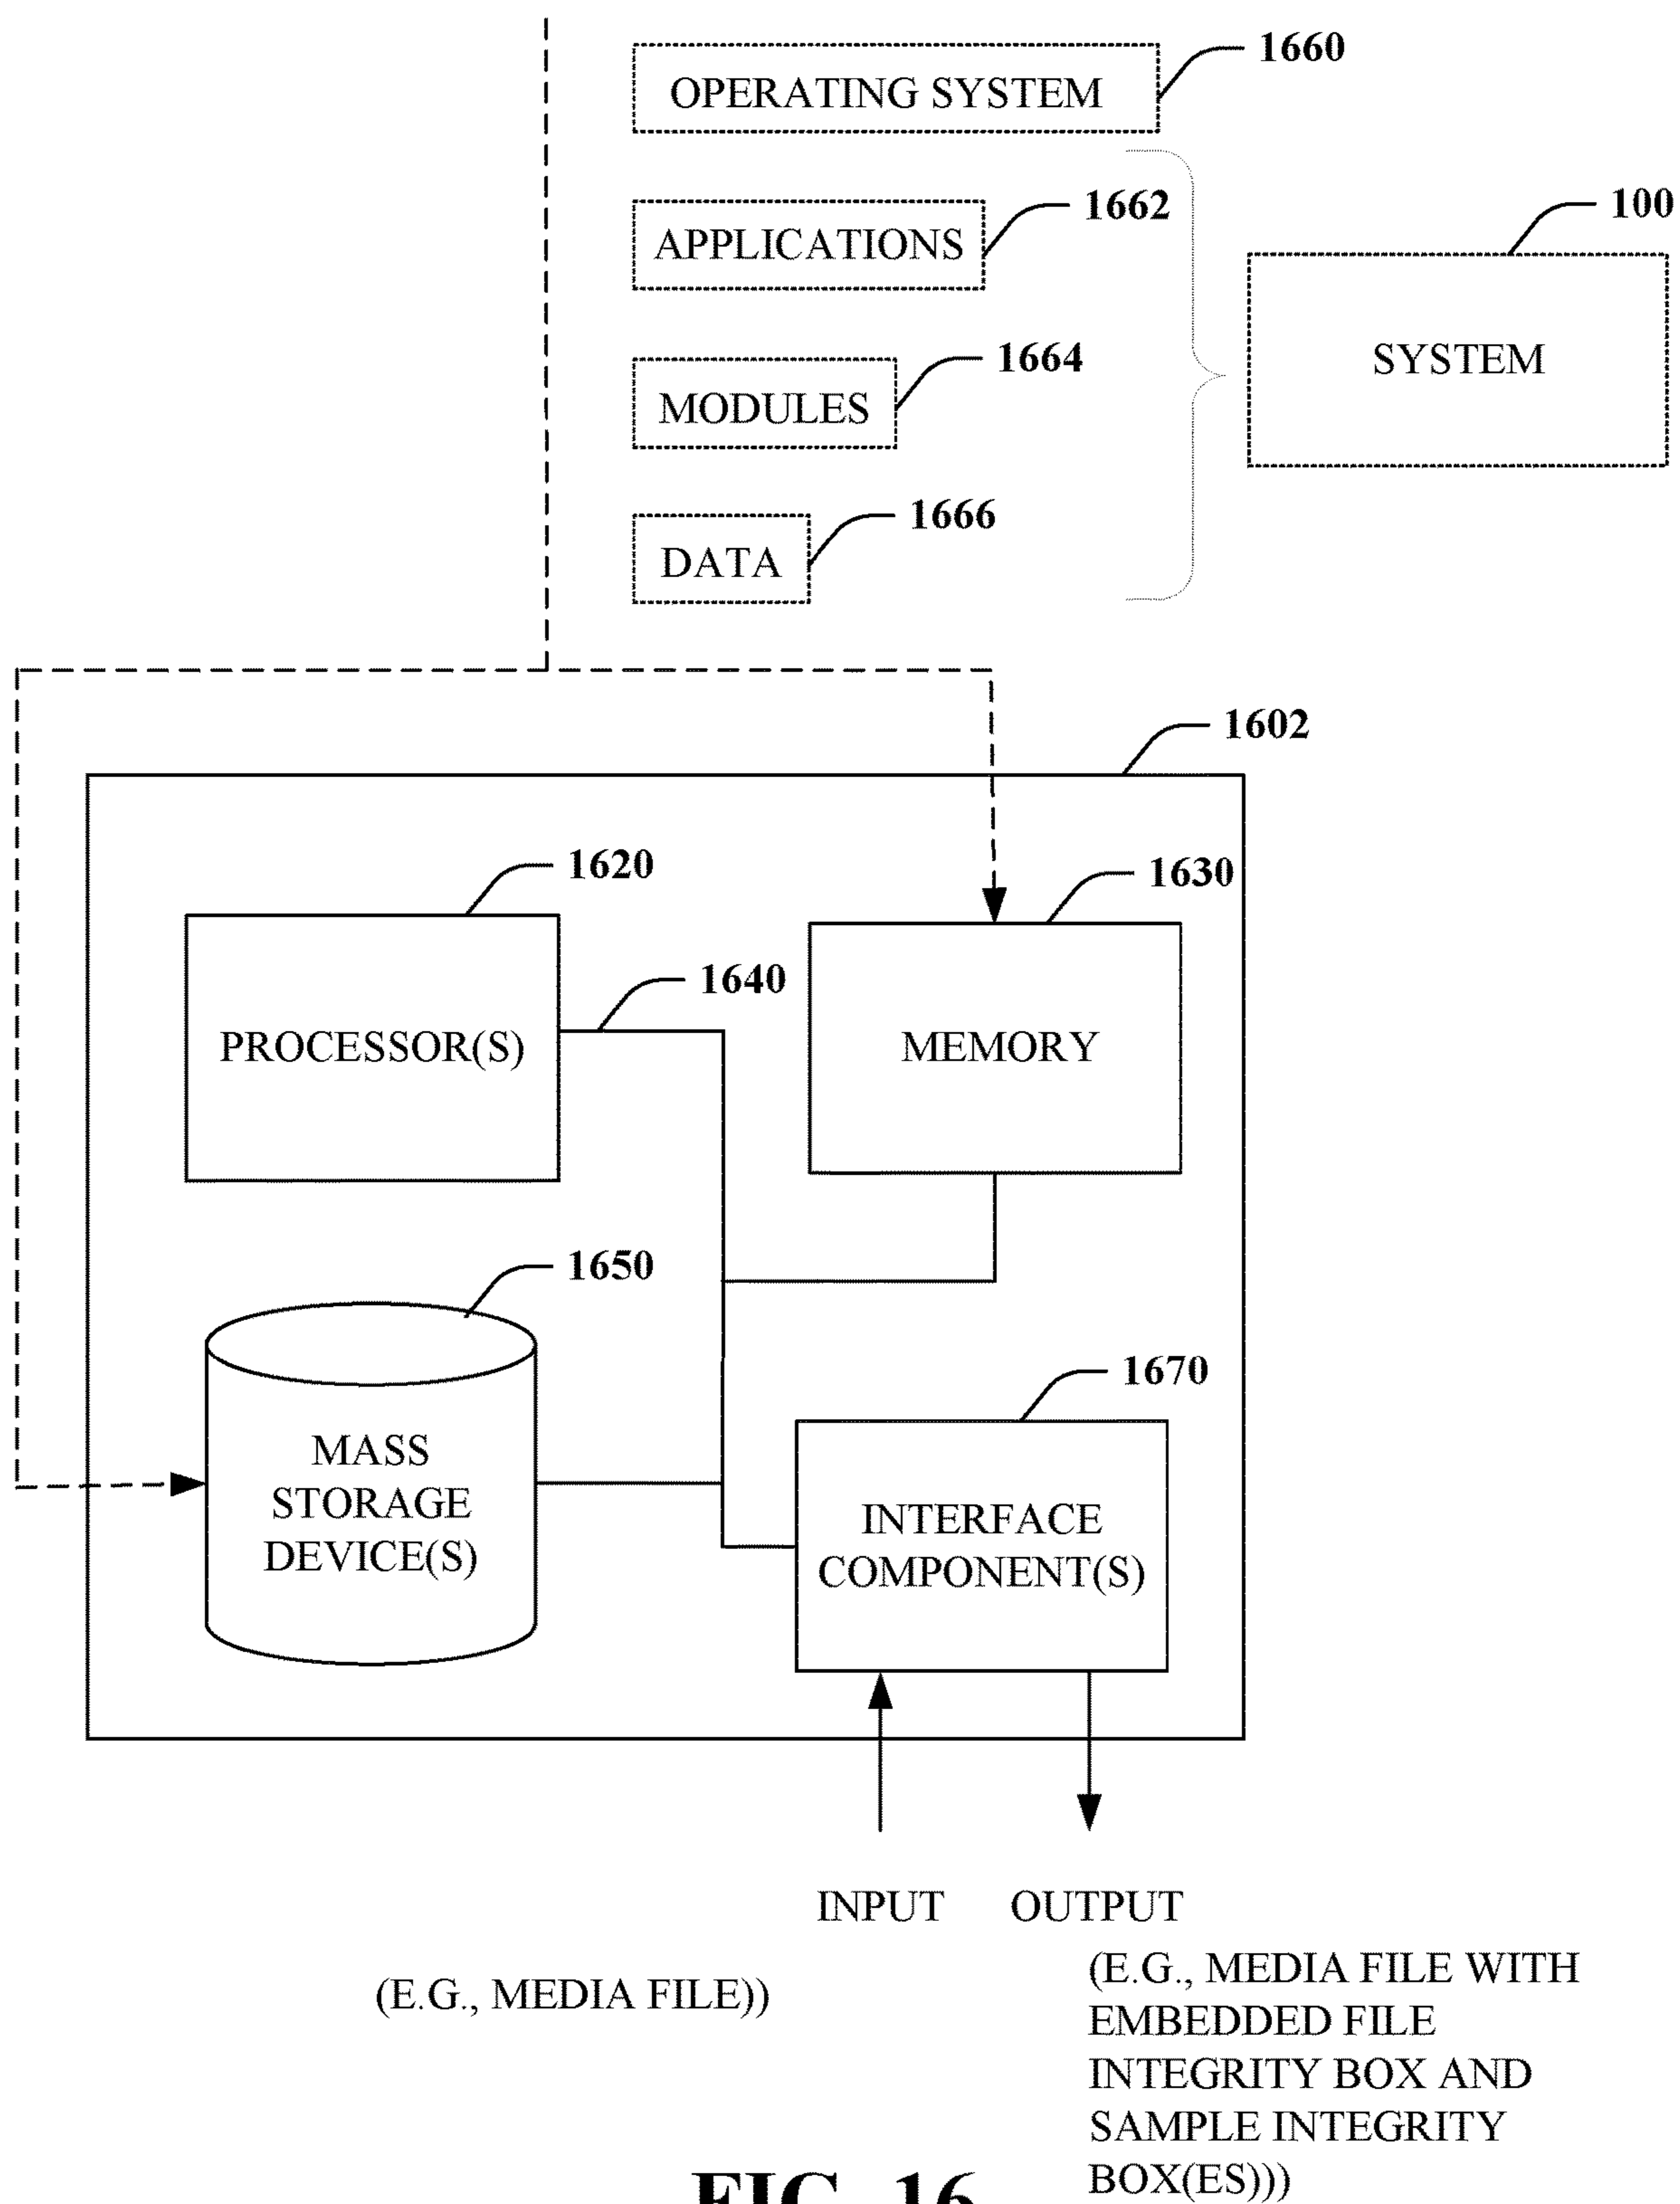 1660
OPERATING SYSTEM
1662
100
APPLICATIONS
SYSTEM
1664
MODULES
1666
DATA
1602
1620
1630
1640
PROCESSOR(S)
MEMORY
1650
1670
MASS
STORAGE
DEVICE(S)
INTERFACE
COMPONENT(S)
INPUT
OUTPUT
(E.G., MEDIA FILE))
(E.G., MEDIA FILE WITH
EMBEDDED FILE
INTEGRITY BOX AND
SAMPLE INTEGRITY
BOX(ES)))
FIG. 16